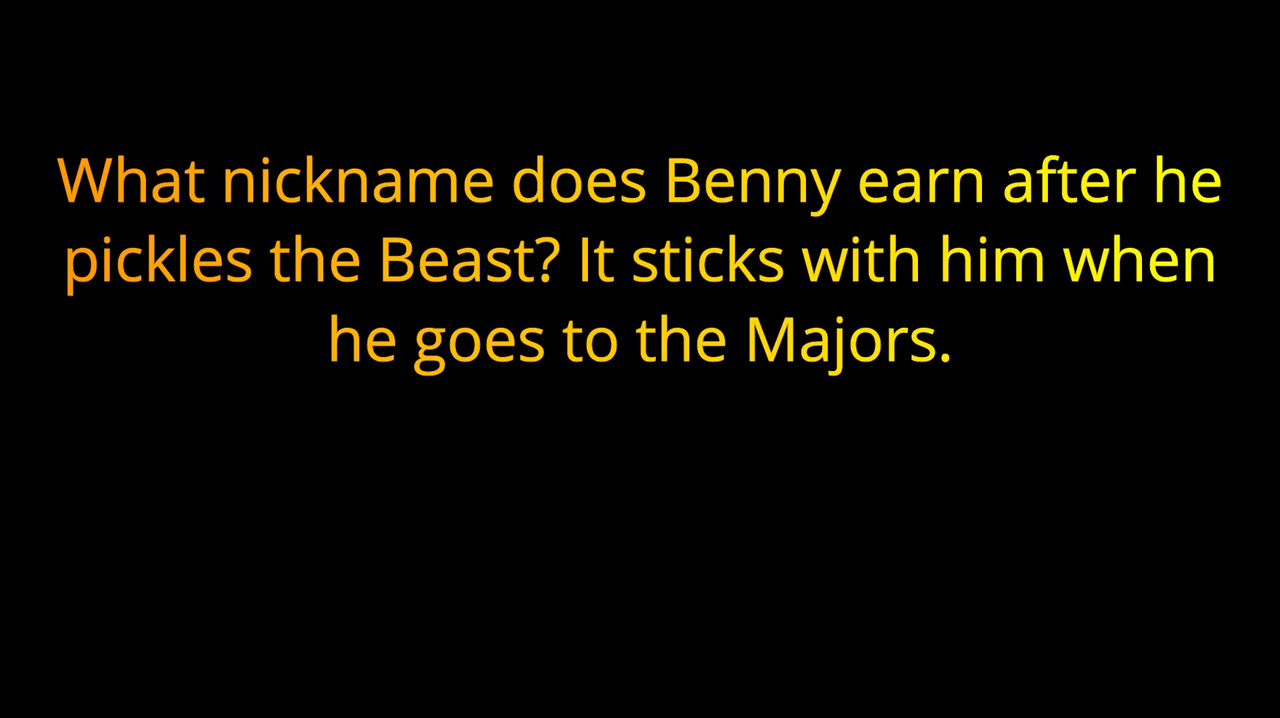 What nickname does Benny earn after he
pickles the Beast? It sticks with him when
he goes to the Majors.